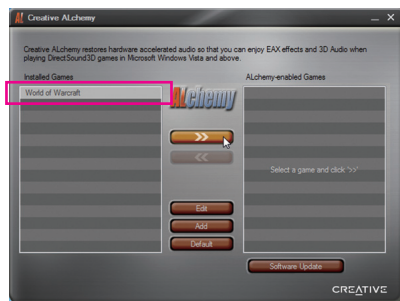 Creative ALchemy
Creative ALchemy restores hardware accelerated audio so that you can enjoy EAX effects and 3D Audio when
playing DirectSound3D games in Microsoft Windows Vista and above.
Installed Games
ALchemy-enabled Games
World of Warcraft
ALchemy
>>
<<
Select a game and click '>>'
Edit
Add
Default
Software Update
CREATIVE